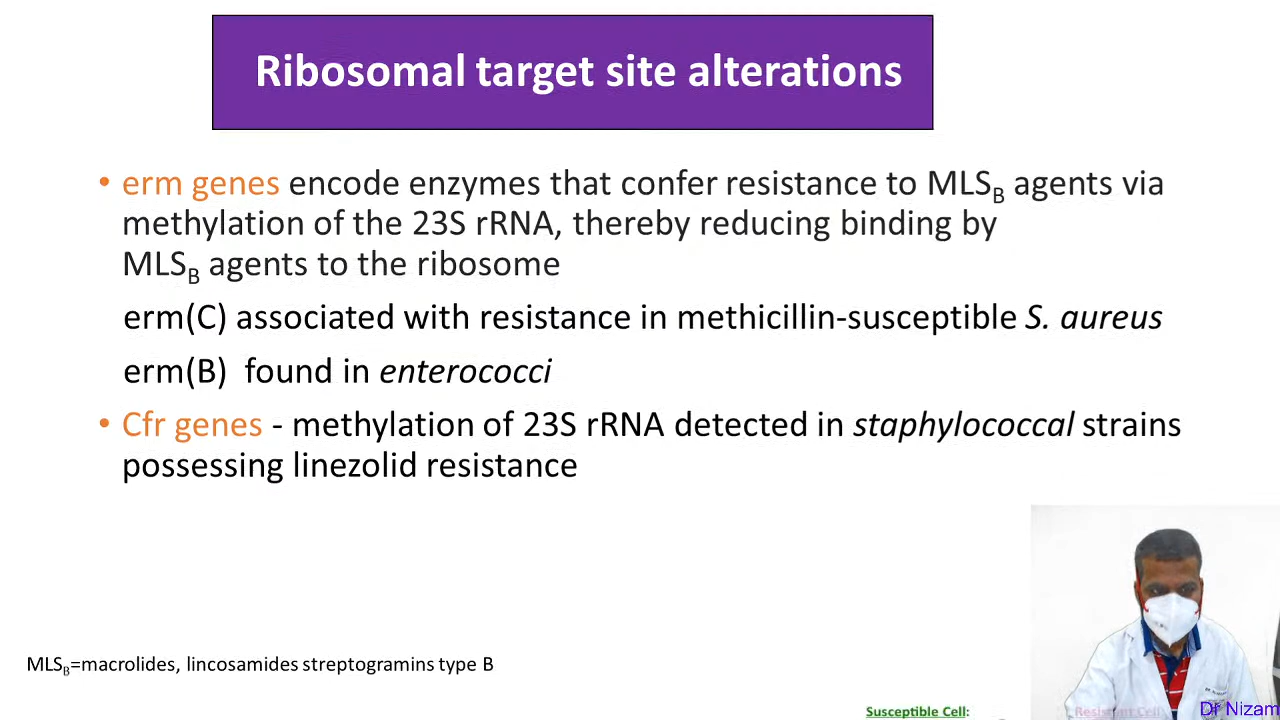 Ribosomal target site alterations
• erm genes encode enzymes that confer resistance to MLSB agents via
methylation of the 23S rRNA, thereby reducing binding by
MLSB agents to the ribosome
erm(C) associated with resistance in methicillin-susceptible S. aureus
erm(B) found in enterococci
• Cfr genes - methylation of 23S rRNA detected in staphylococcal strains
possessing linezolid resistance
MLSB=macrolides, lincosamides streptogramins type B
Susceptible Cell:
Resistant Cell
Dr Nizam